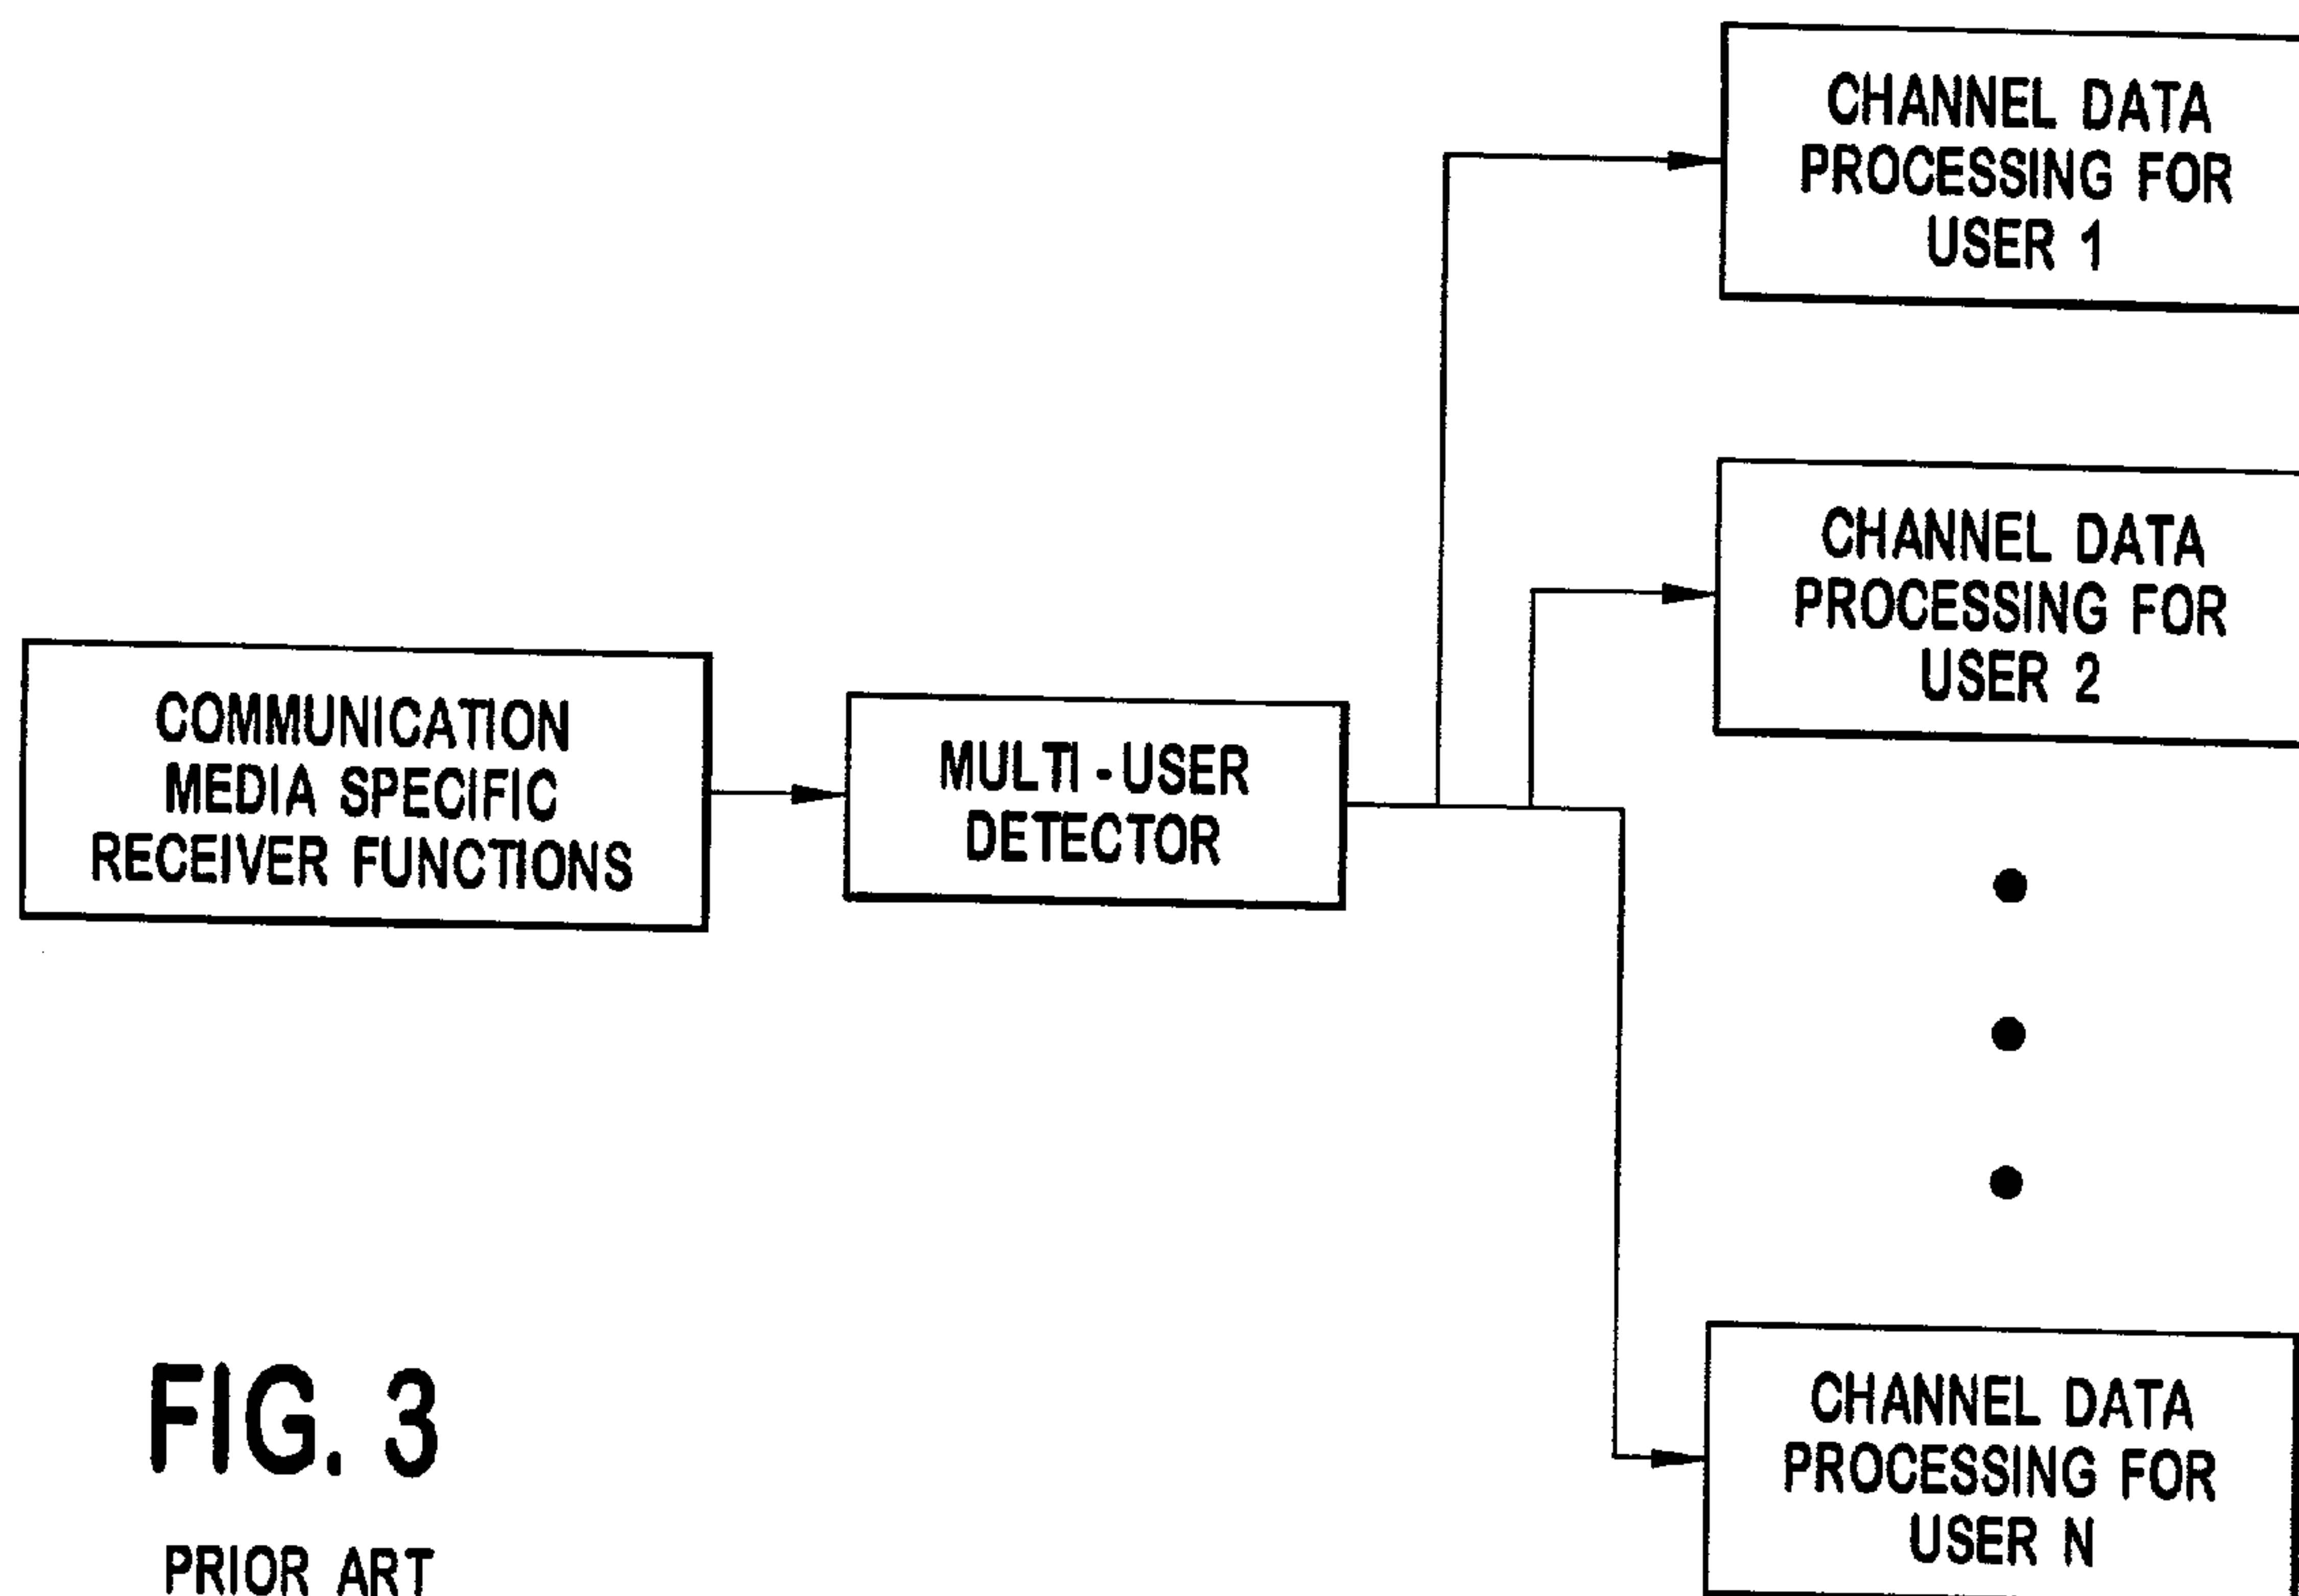 CHANNEL DATA
PROCESSING FOR
USER 1
CHANNEL DATA
PROCESSING FOR
USER 2
COMMUNICATION
MEDIA SPECIFIC
RECEIVER FUNCTIONS
MULTI-USER
DETECTOR
CHANNEL DATA
PROCESSING FOR
USER N
FIG. 3
PRIOR ART